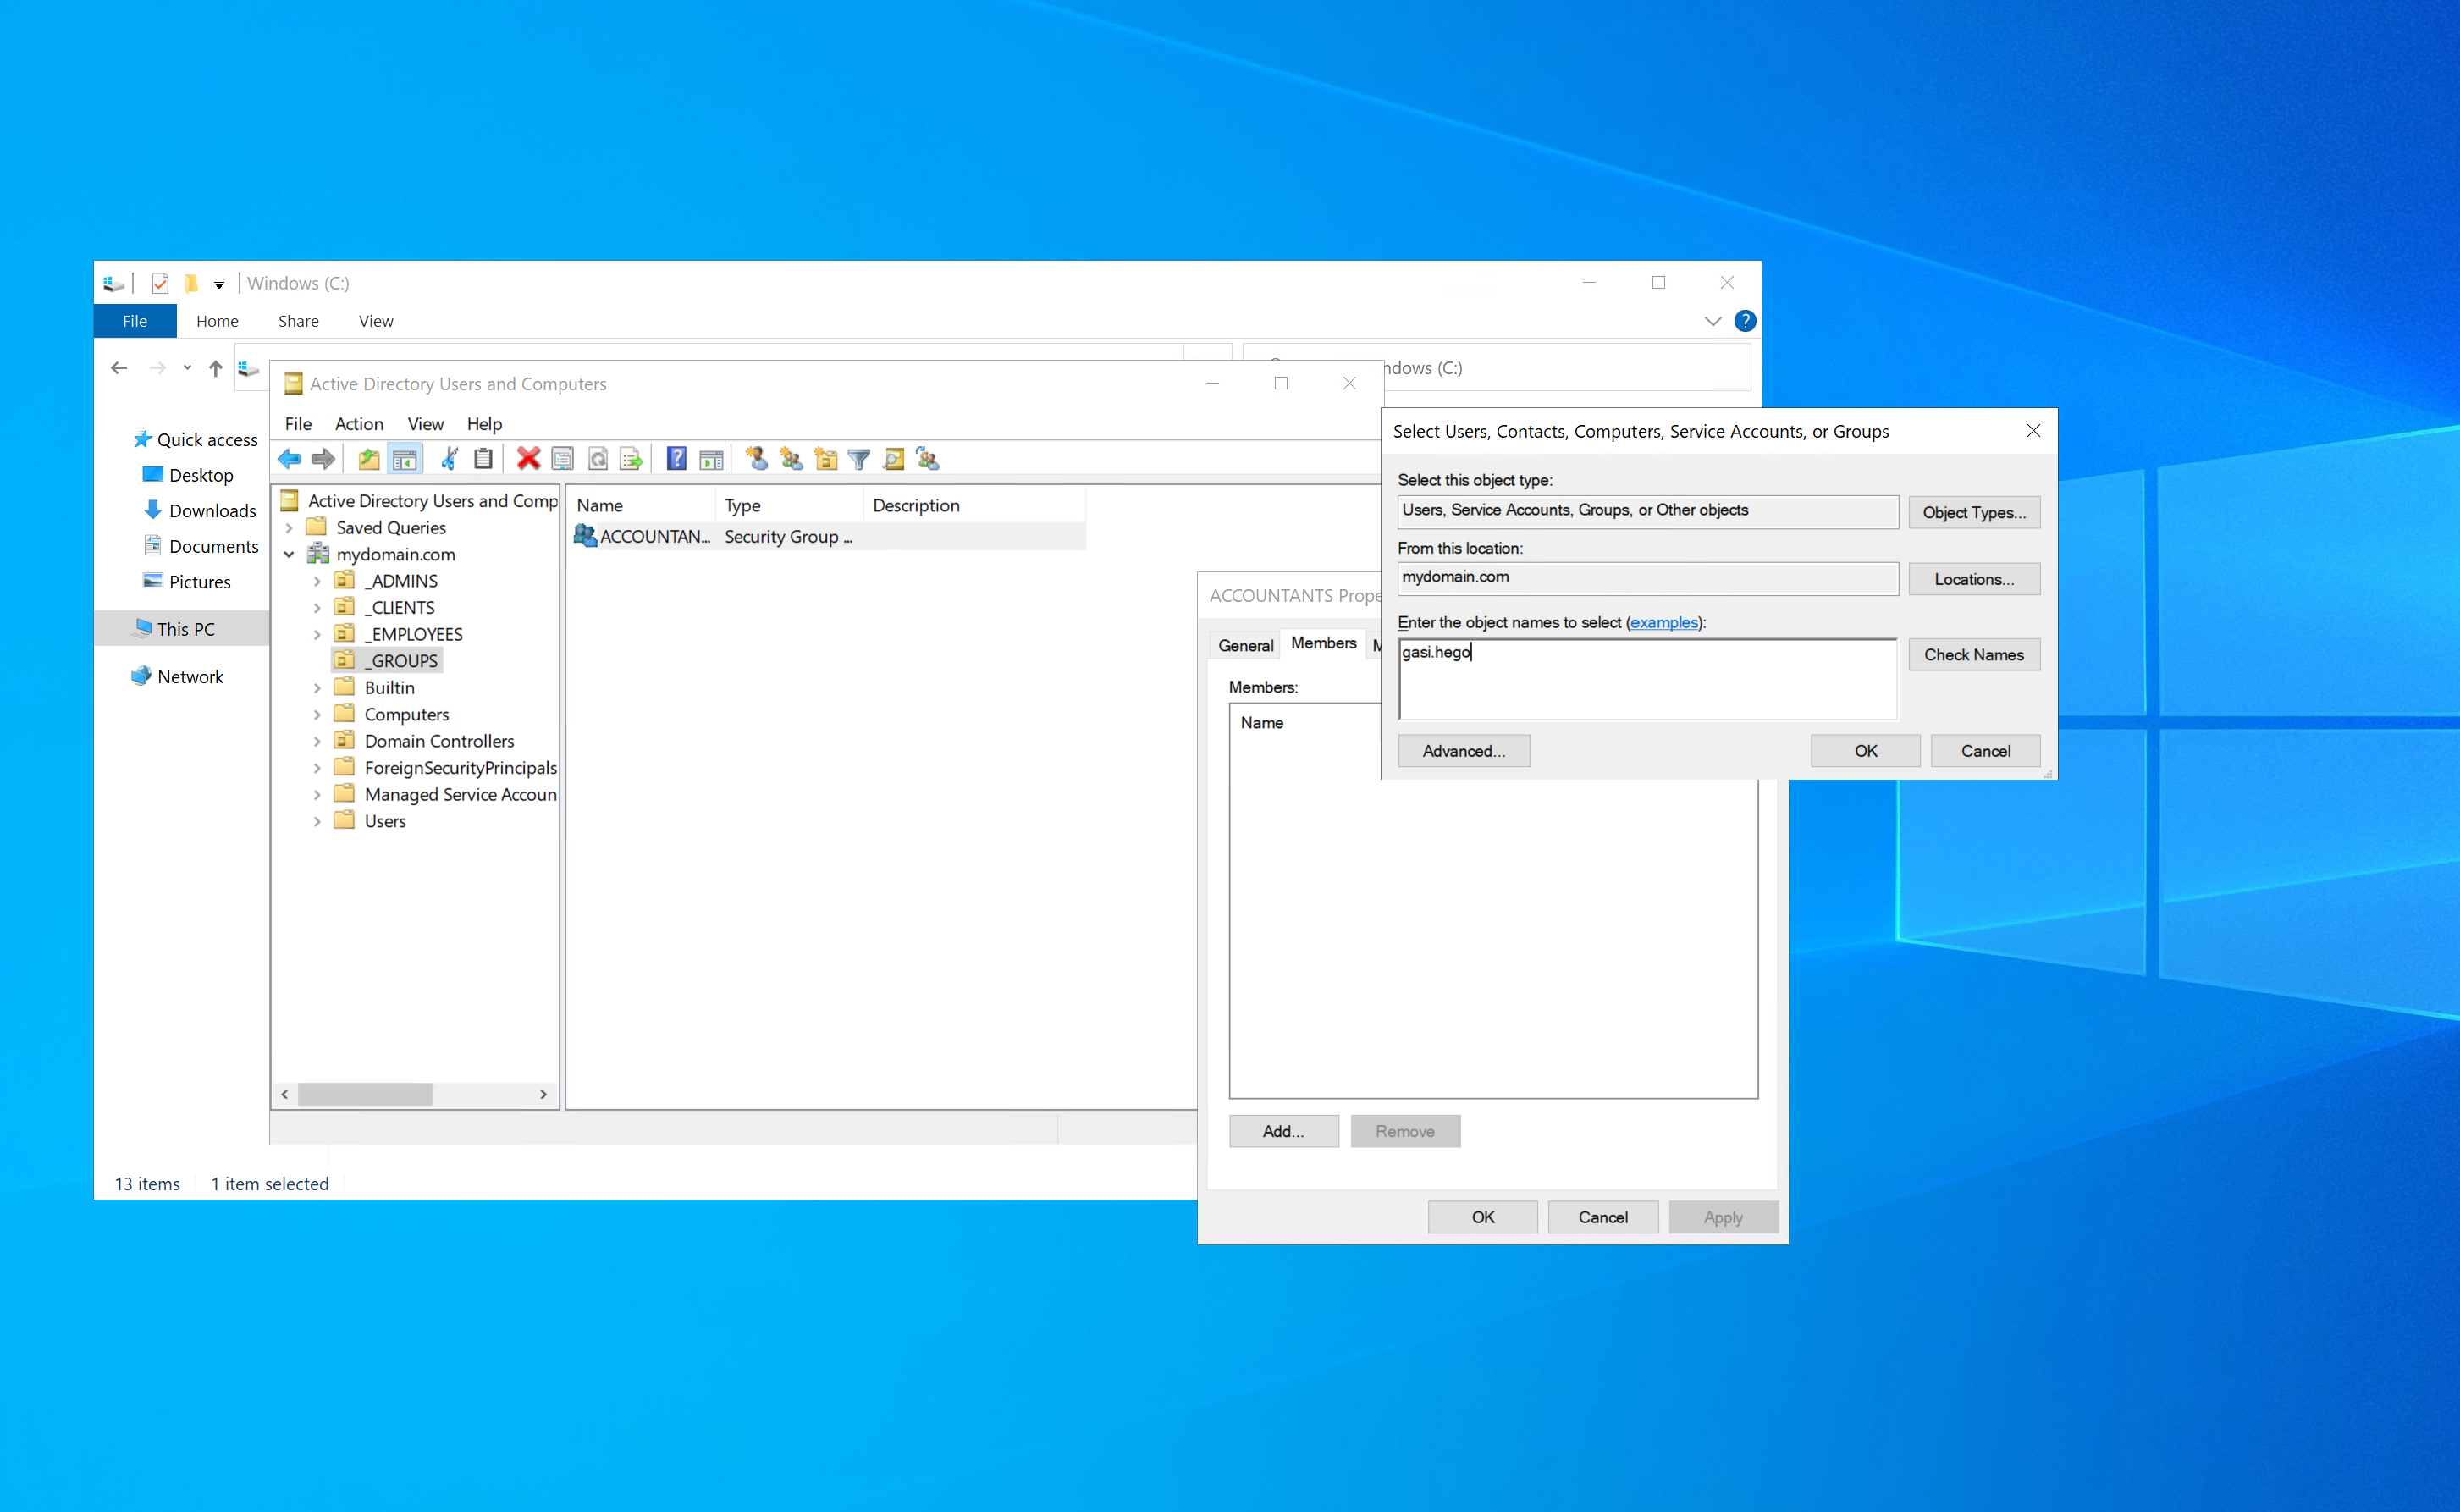 Windows (C:)
File
Home
Share
View
ndows (C:)
Quick access
Desktop
Downloads
Documents
Pictures
This PC
Network
13 items
1 item selected
Active Directory Users and Computers
File
Action
View
Help
Active Directory Users and Comp
Saved Queries
mydomain.com
_ADMINS
_CLIENTS
_EMPLOYEES
_GROUPS
Builtin
Computers
Domain Controllers
ForeignSecurityPrincipals
Managed Service Accoun
Users
Name Type Description
ACCOUNTAN... Security Group ...
ACCOUNTANTS Prope
General
Members
M
Members:
Name
Add...
Remove
OK
Cancel
Apply
Select Users, Contacts, Computers, Service Accounts, or Groups
Select this object type:
Users, Service Accounts, Groups, or Other objects
Object Types...
From this location:
mydomain.com
Locations...
Enter the object names to select (examples):
gasi.hego
Check Names
Advanced...
OK
Cancel